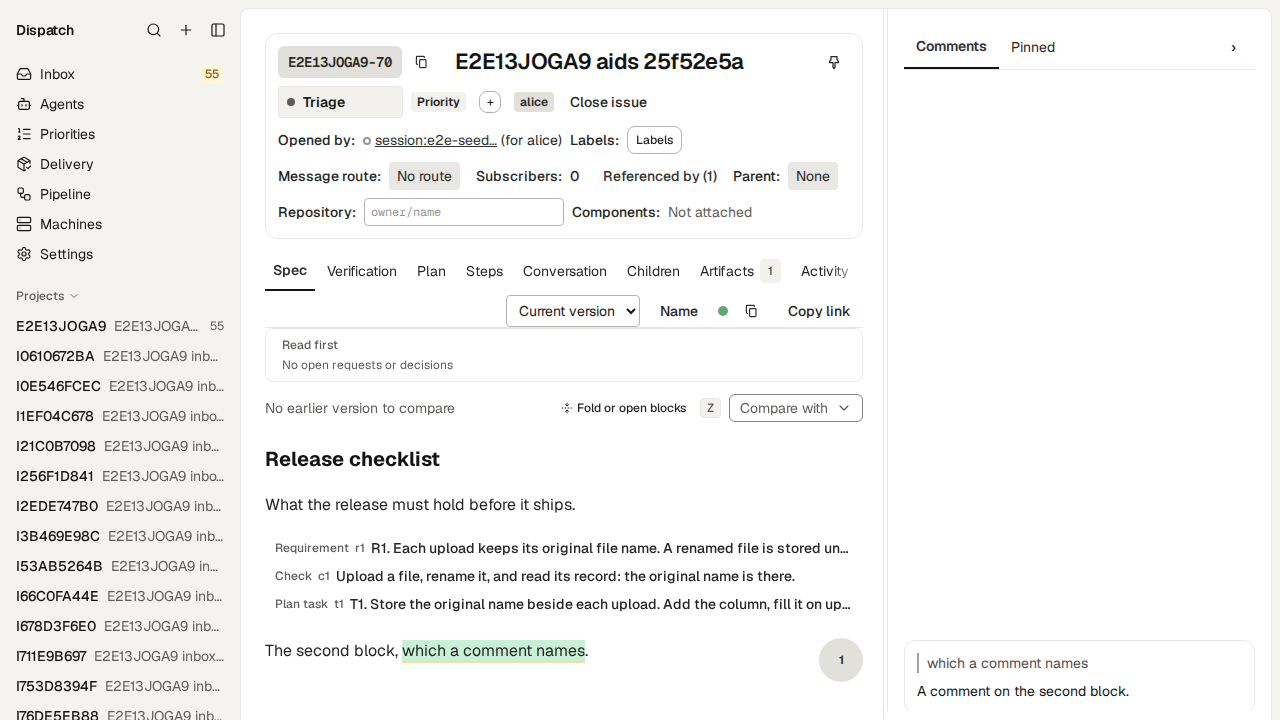 Dispatch
Inbox 55
Agents
Priorities
Delivery
Pipeline
Machines
Settings
Projects
E2E13JOGA9 E2E13JOGA... 55
I0610672BA E2E13JOGA9 inb...
I0E546FCEC E2E13JOGA9 inb...
I1EF04C678 E2E13JOGA9 inbo...
I21C0B7098 E2E13JOGA9 inb...
I256F1D841 E2E13JOGA9 inbo...
I2EDE747B0 E2E13JOGA9 inb...
I3B469E98C E2E13JOGA9 inb...
I53AB5264B E2E13JOGA9 in...
I66C0FA44E E2E13JOGA9 inb...
I678D3F6E0 E2E13JOGA9 inb...
I711E9B697 E2E13JOGA9 inbox...
I753D8394F E2E13JOGA9 inb...
I76DE5EB88 E2E13JOGA9 inb...
E2E13JOGA9-70 E2E13JOGA9 aids 25f52e5a
Triage Priority + alice Close issue
Opened by: session:e2e-seed... (for alice) Labels: Labels
Message route: No route Subscribers: 0 Referenced by (1) Parent: None
Repository: owner/name Components: Not attached
Spec Verification Plan Steps Conversation Children Artifacts 1 Activity
Current version Name Copy link
Read first
No open requests or decisions
No earlier version to compare Fold or open blocks Z Compare with
Release checklist
What the release must hold before it ships.
Requirement r1 R1. Each upload keeps its original file name. A renamed file is stored un...
Check c1 Upload a file, rename it, and read its record: the original name is there.
Plan task t1 T1. Store the original name beside each upload. Add the column, fill it on up...
The second block, which a comment names.
1
Comments Pinned
which a comment names
A comment on the second block.